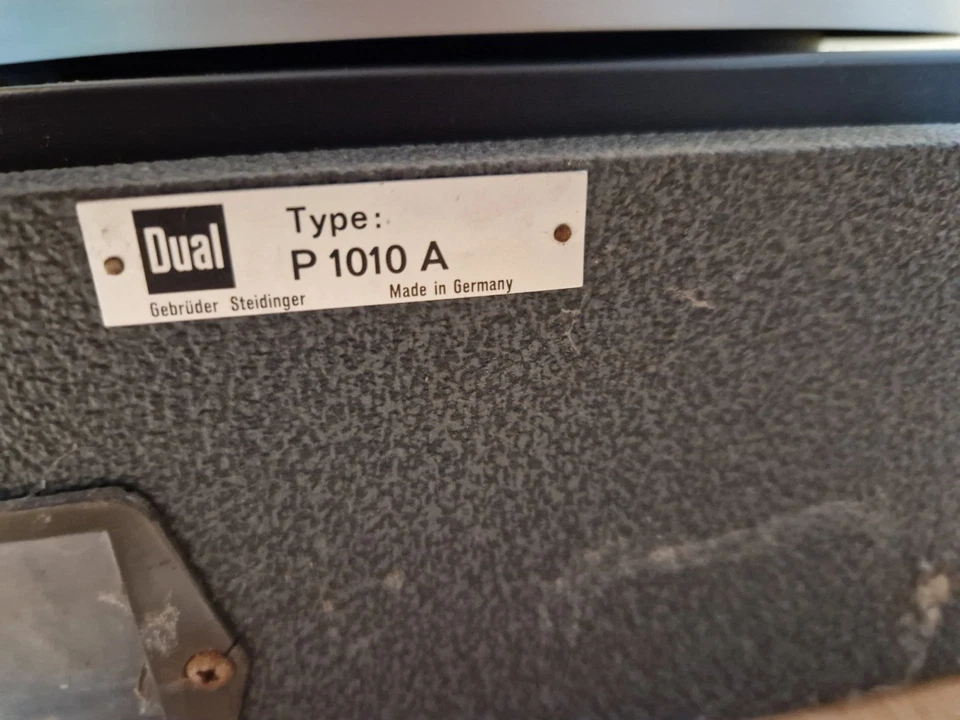 Dual
Type:
P 1010 A
Gebrüder Steidinger
Made in Germany